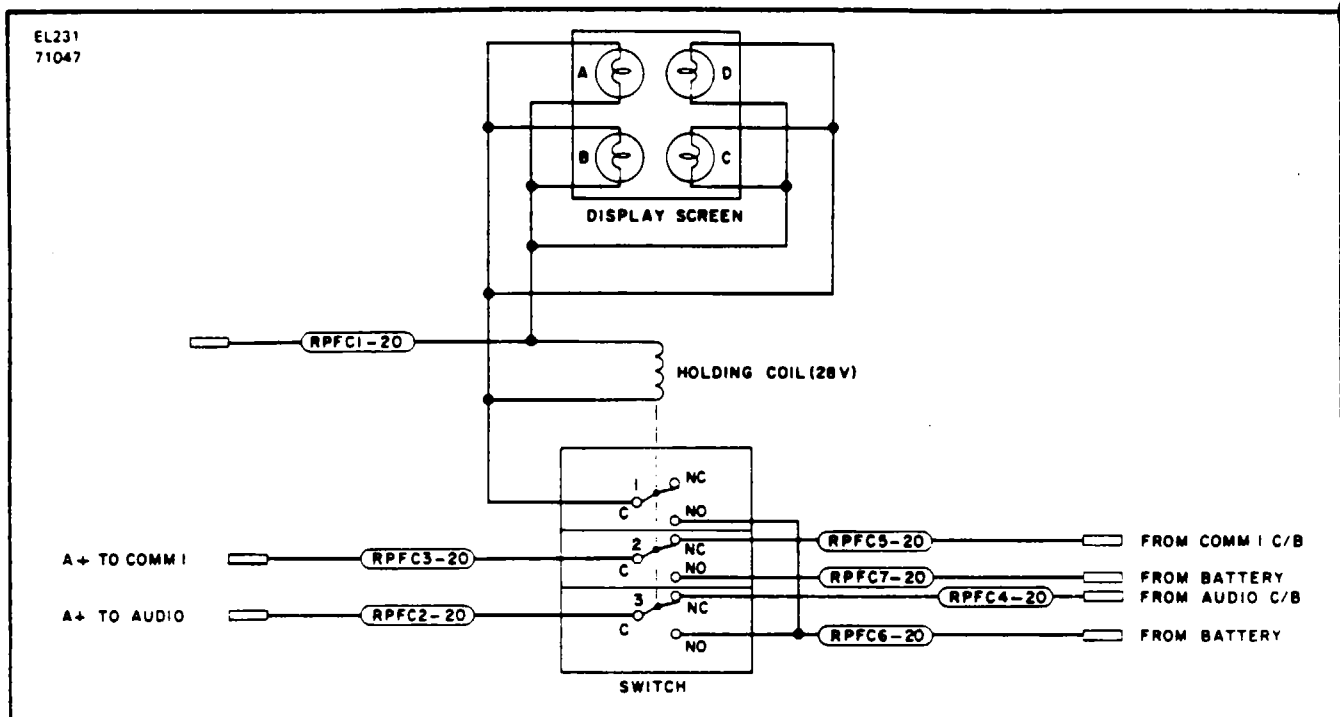 EL231
71047
A
D
B
C
DISPLAY SCREEN
RPFC1-20
HOLDING COIL (28V)
1
NC
C
NO
2
NC
C
NO
3
NC
C
NO
A+ TO COMM 1
RPFC3-20
RPFC5-20
FROM COMM 1 C/B
RPFC7-20
FROM BATTERY
RPFC4-20
FROM AUDIO C/B
A+ TO AUDIO
RPFC2-20
RPFC6-20
FROM BATTERY
SWITCH